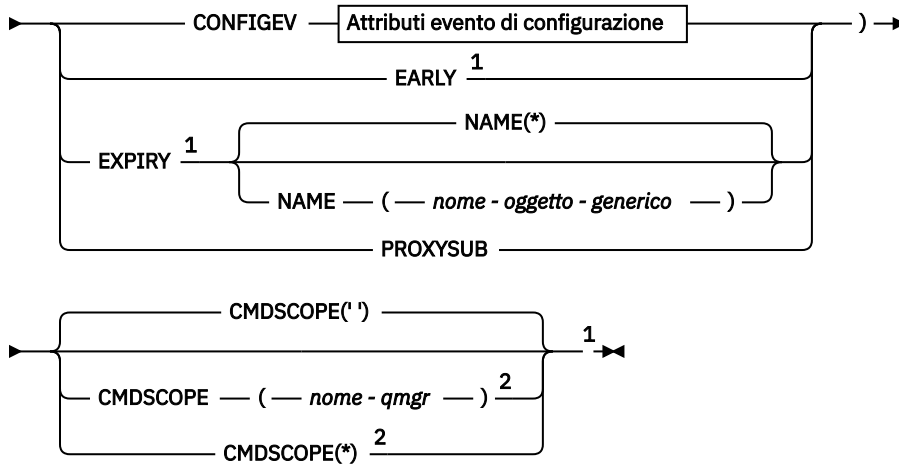 CONFIGEV Attributi evento di configurazione )
EARLY 1
NAME(*)
EXPIRY 1
NAME ( nome - oggetto - generico )
PROXYSUB
CMDSCOPE(' ')
1
CMDSCOPE ( nome - qmgr ) 2
CMDSCOPE(*) 2